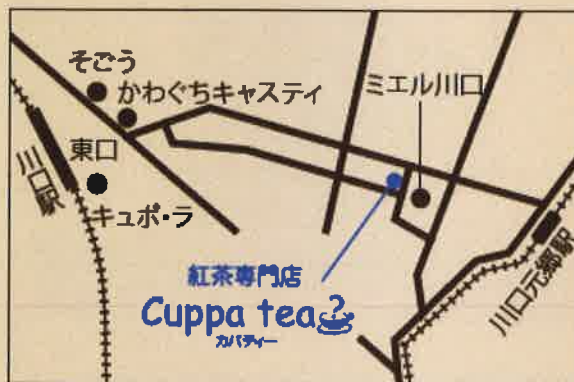 そごう
かわぐちキャスティ
ミエル川口
東口
川口駅
キュポ・ラ
紅茶専門店
Cuppa tea
カパティー
川口元郷駅